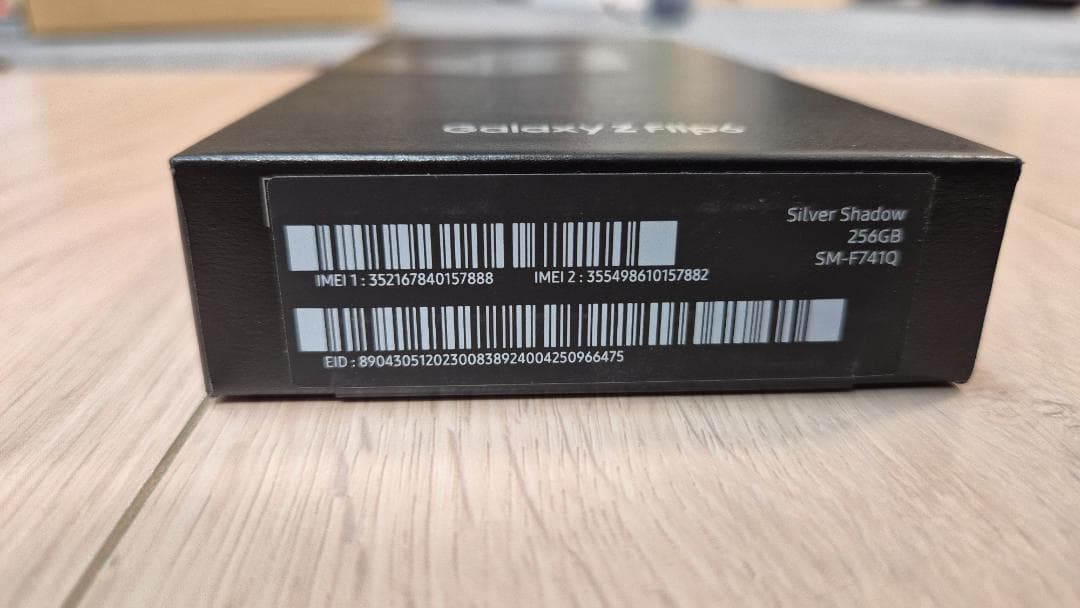 Galaxy Z Flip6
Silver Shadow
256GB
SM-F741Q
IMEI 1 : 352167840157888 IMEI 2 : 355498610157882
EID : 89043051202300838924004250966475